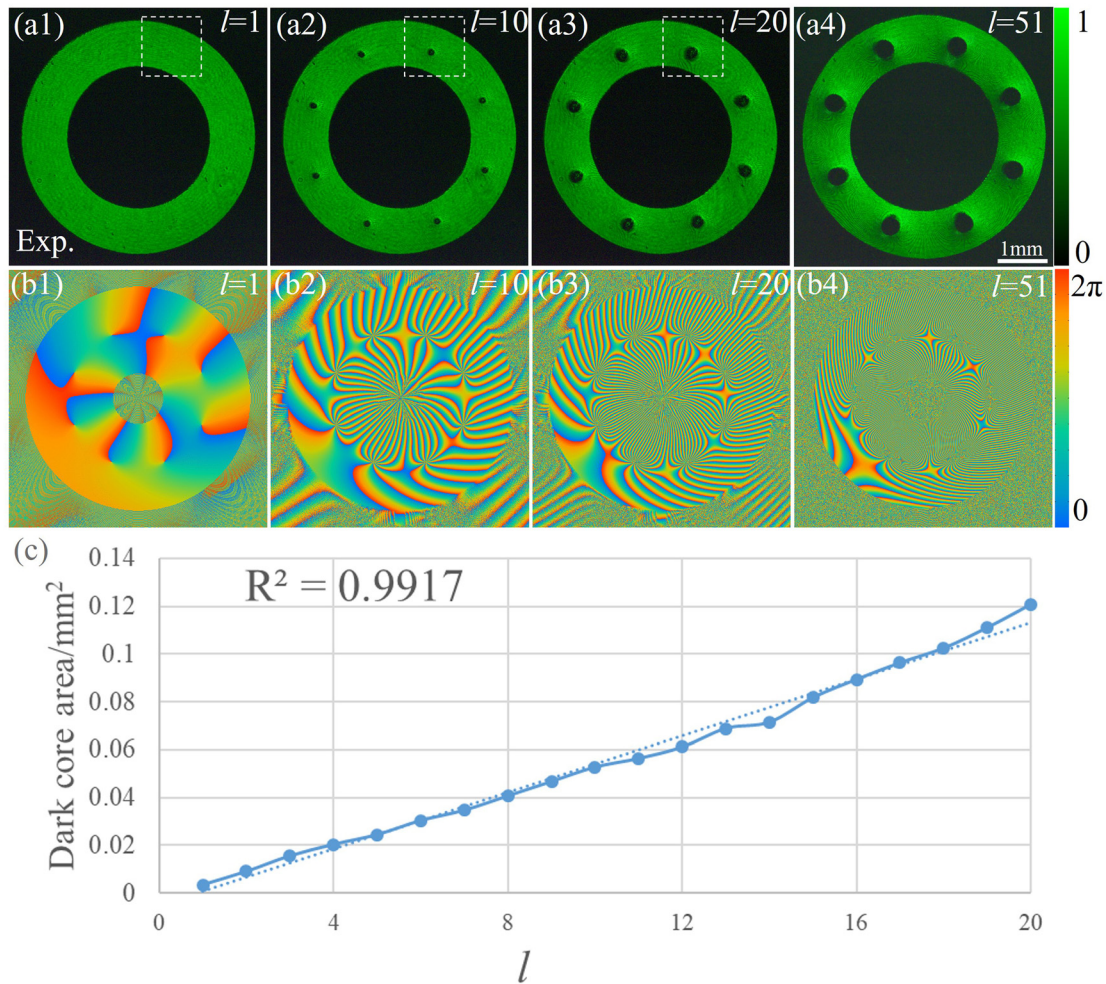 (a1) l=1
(a2) l=10
(a3) l=20
(a4) l=51
1
Exp.
1mm
0
(b1) l=1
(b2) l=10
(b3) l=20
(b4) l=51
2π
0
(c)
R² = 0.9917
Dark core area/mm²
0.14
0.12
0.1
0.08
0.06
0.04
0.02
0
0 4 8 12 16 20
l